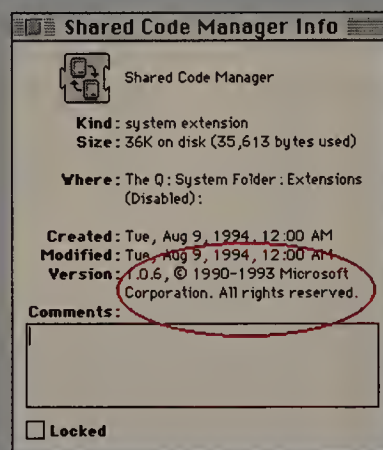 Shared Code Manager Info
Shared Code Manager
Kind: system extension
Size: 36K on disk (35,613 bytes used)
Where: The Q: System Folder: Extensions
(Disabled):
Created: Tue, Aug 9, 1994, 12:00 AM
Modified: Tue, Aug 9, 1994, 12:00 AM
Version: 1.0.6, © 1990-1993 Microsoft
Corporation. All rights reserved.
Comments:
Locked